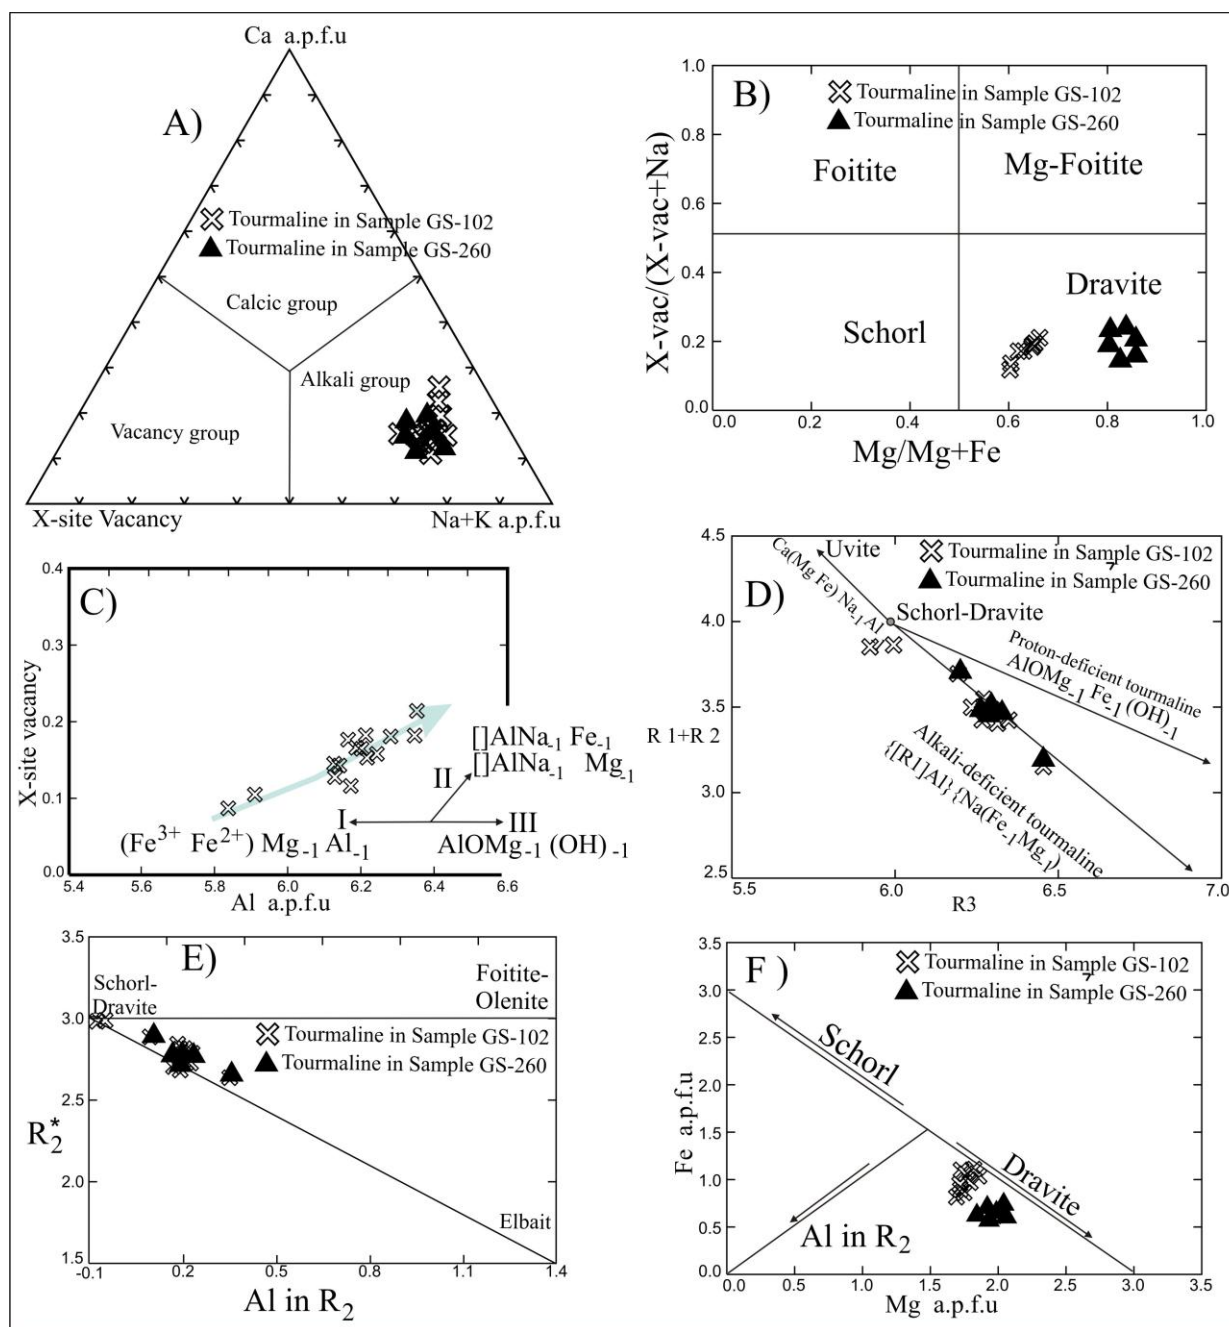 Ca a.p.f.u
A)
Tourmaline in Sample GS-102
Tourmaline in Sample GS-260
Calcic group
Alkali group
Vacancy group
X-site Vacancy
Na+K a.p.f.u
B)
Tourmaline in Sample GS-102
Tourmaline in Sample GS-260
Foitite
Mg-Foitite
Schorl
Dravite
X-vac/(X-vac+Na)
1.0
0.8
0.6
0.4
0.2
0.0
0.0 0.2 0.4 0.6 0.8 1.0
Mg/Mg+Fe
C)
X-site vacancy
0.4
0.3
0.2
0.1
0.0
[]AlNa-1 Fe-1
[]AlNa-1 Mg-1
II
I
III
(Fe3+ Fe2+) Mg-1 Al-1
AlOMg-1 (OH) -1
5.4 5.6 5.8 6.0 6.2 6.4 6.6
Al a.p.f.u
D)
Uvite
Tourmaline in Sample GS-102
Tourmaline in Sample GS-260
Ca(Mg Fe) Na-1 Al
Schorl-Dravite
Proton-deficient tourmaline
AlOMg-1 Fe-1 (OH)-1
Alkali-deficient tourmaline
{[R1]Al} {Na(Fe-1 Mg-1)
R 1+R 2
4.5
4.0
3.5
3.0
2.5
5.5 6.0 6.5 7.0
R3
E)
Schorl-
Dravite
Foitite-
Olenite
Tourmaline in Sample GS-102
Tourmaline in Sample GS-260
Elbait
R2*
3.5
3.0
2.5
2.0
1.5
-0.1 0.2 0.5 0.8 1.1 1.4
Al in R2
F )
Tourmaline in Sample GS-102
Tourmaline in Sample GS-260
Schorl
Dravite
Al in R2
Fe a.p.f.u
3.5
3.0
2.5
2.0
1.5
1.0
0.5
0.0
0.0 0.5 1.0 1.5 2.0 2.5 3.0 3.5
Mg a.p.f.u